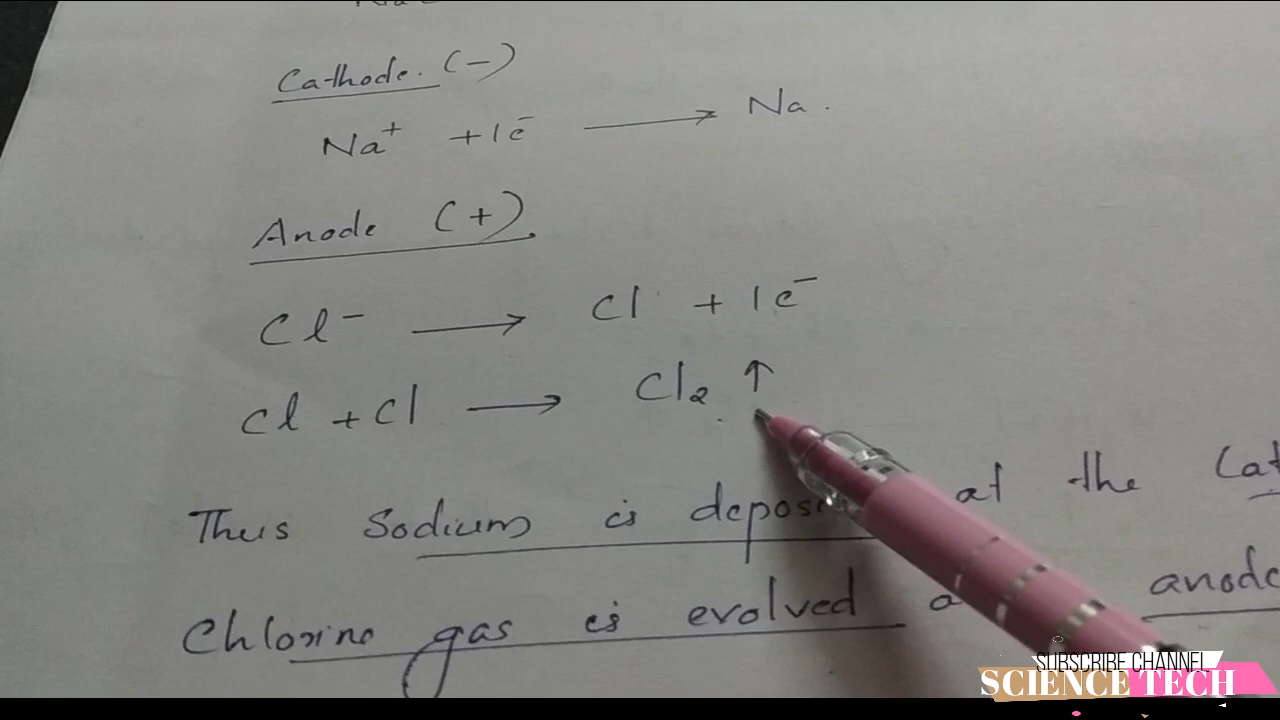 Cathode. (-)
Na⁺ + 1e⁻ ⟶ Na.
Anode (+).
Cl⁻ ⟶ Cl + 1e⁻
Cl + Cl ⟶ Cl₂ ↑
Thus Sodium is at the
Chlorine gas is evolved anode
SUBSCRIBE CHANNEL
SCIENCE TECH